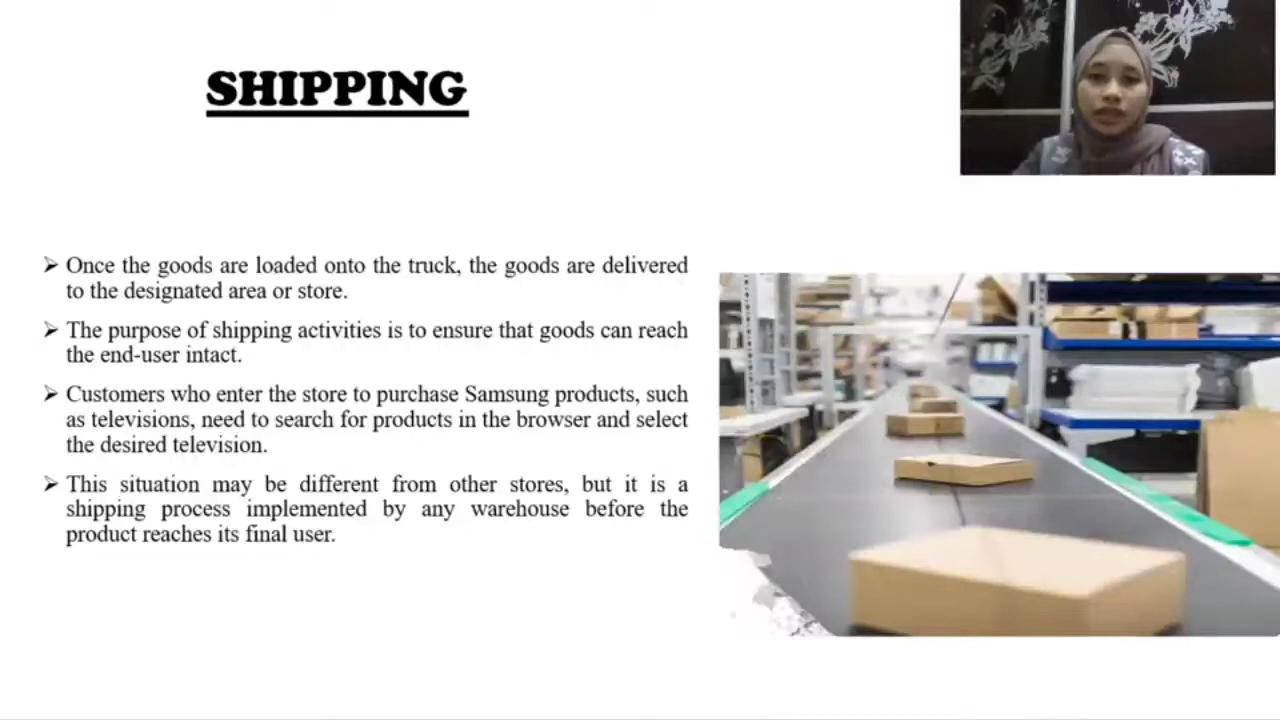 SHIPPING
Once the goods are loaded onto the truck, the goods are delivered
to the designated area or store.
The purpose of shipping activities is to ensure that goods can reach
the end-user intact.
Customers who enter the store to purchase Samsung products, such
as televisions, need to search for products in the browser and select
the desired television.
This situation may be different from other stores, but it is a
shipping process implemented by any warehouse before the
product reaches its final user.